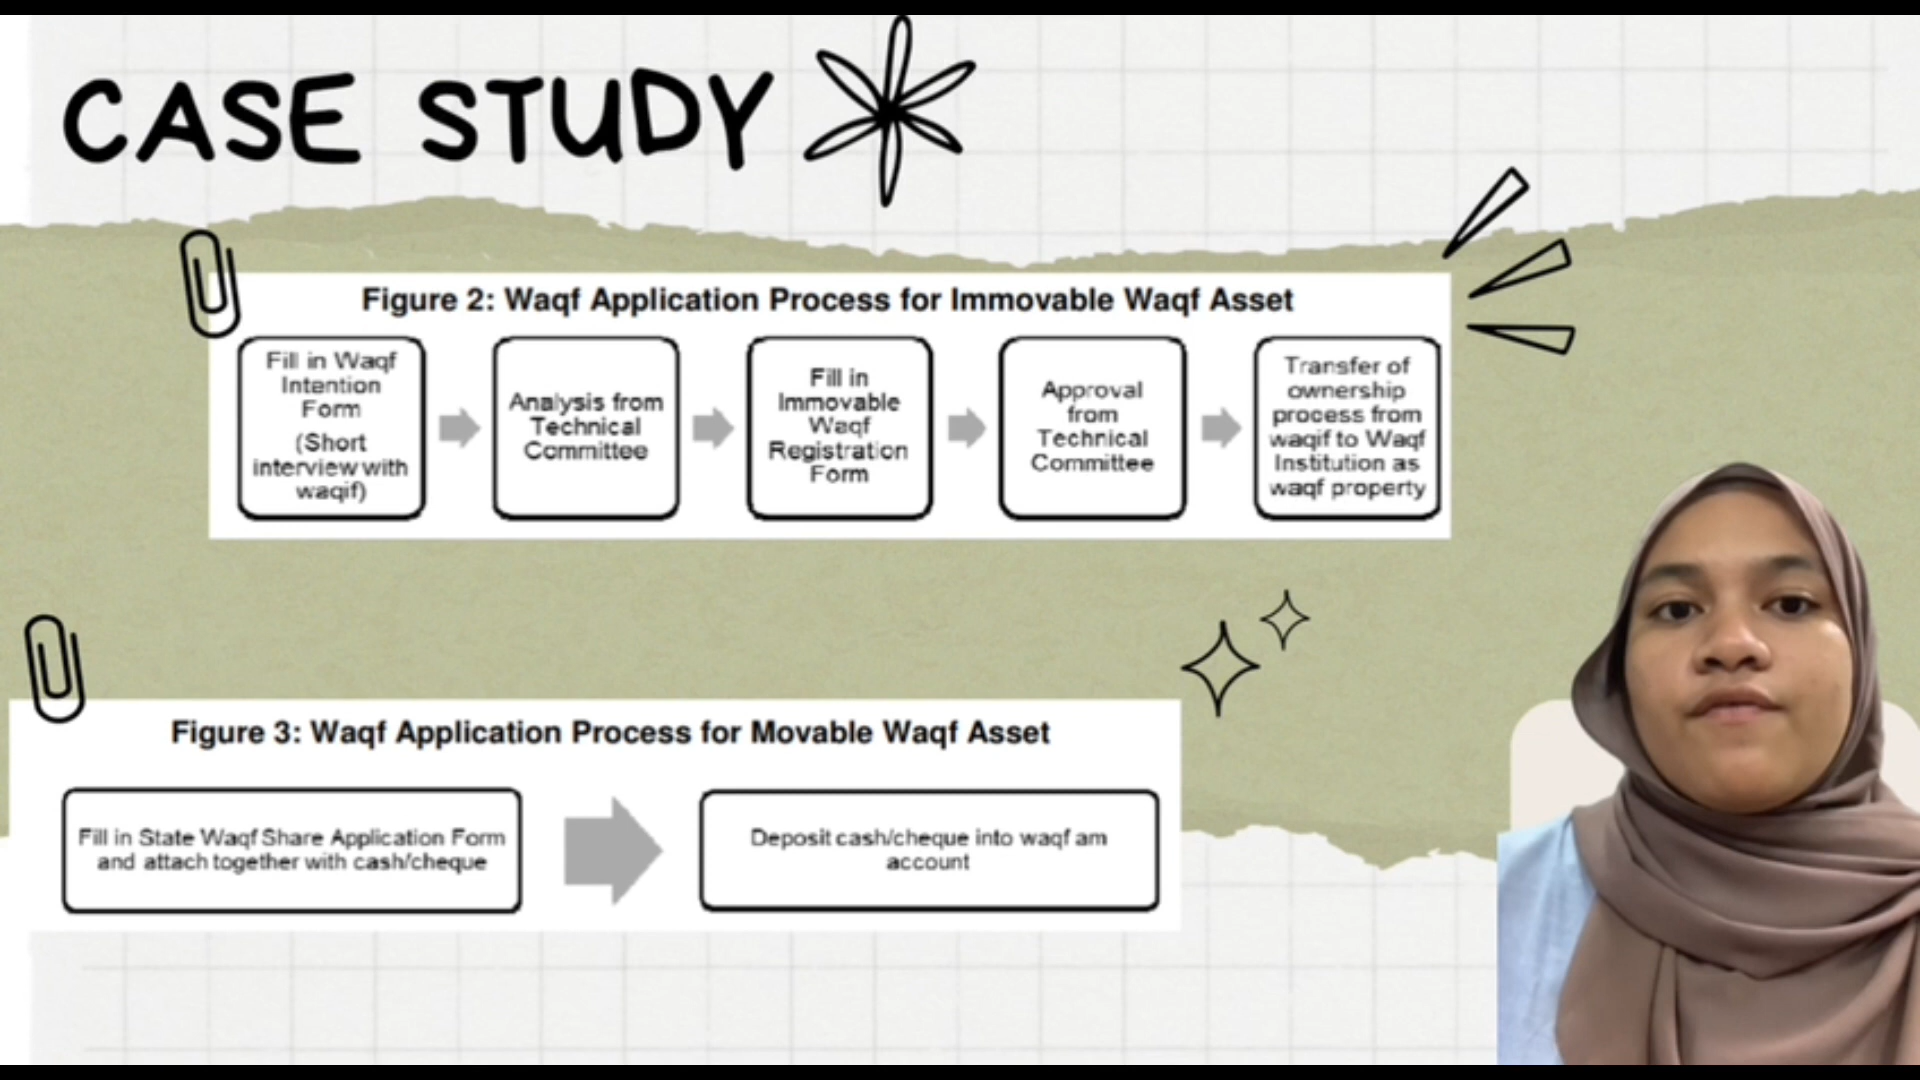 CASE STUDY
Figure 2: Waqf Application Process for Immovable Waqf Asset
Fill in Waqf
Intention
Form
(Short
interview with
waqif)
Analysis from
Technical
Committee
Fill in
Immovable
Waqf
Registration
Form
Approval
from
Technical
Committee
Transfer of
ownership
process from
waqif to Waqf
Institution as
waqf property
Figure 3: Waqf Application Process for Movable Waqf Asset
Fill in State Waqf Share Application Form
and attach together with cash/cheque
Deposit cash/cheque into waqf am
account